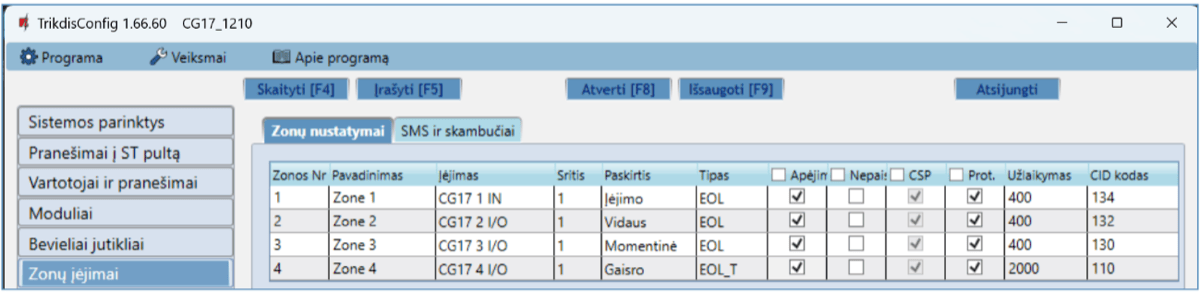 TrikdisConfig 1.66.60 CG17_1210
Programa Veiksmai Apie programą
Skaityti [F4] Įrašyti [F5] Atverti [F8] Išsaugoti [F9] Atsijungti
Sistemos parinktys
Pranešimai į ST pultą
Vartotojai ir pranešimai
Moduliai
Bevieliai jutikliai
Zonų įėjimai
Zonų nustatymai SMS ir skambučiai
Zonos Nr Pavadinimas Įėjimas Sritis Paskirtis Tipas Apėjin Nepai: CSP Prot. Užlaikymas CID kodas
1 Zone 1 CG17 1 IN 1 Įėjimo EOL 400 134
2 Zone 2 CG17 2 I/O 1 Vidaus EOL 400 132
3 Zone 3 CG17 3 I/O 1 Momentinė EOL 400 130
4 Zone 4 CG17 4 I/O 1 Gaisro EOL_T 2000 110